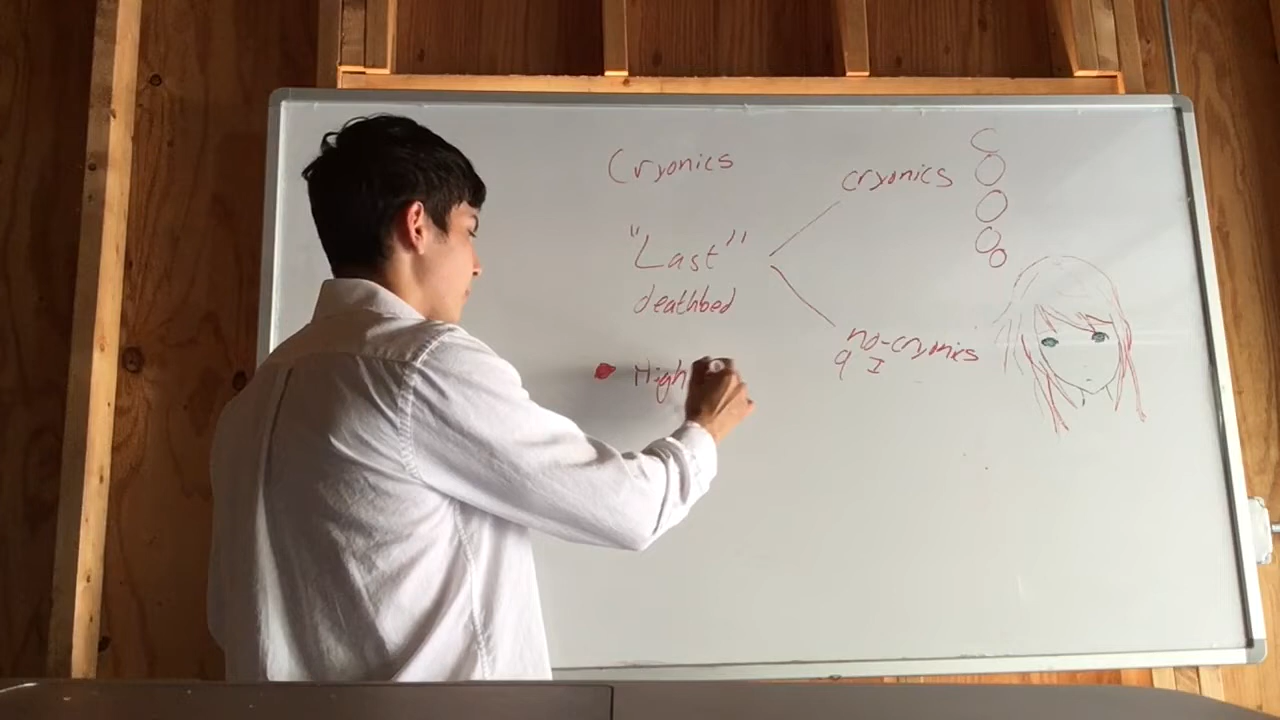 Cryonics
cryonics
"Last"
deathbed
no-cryonics
High